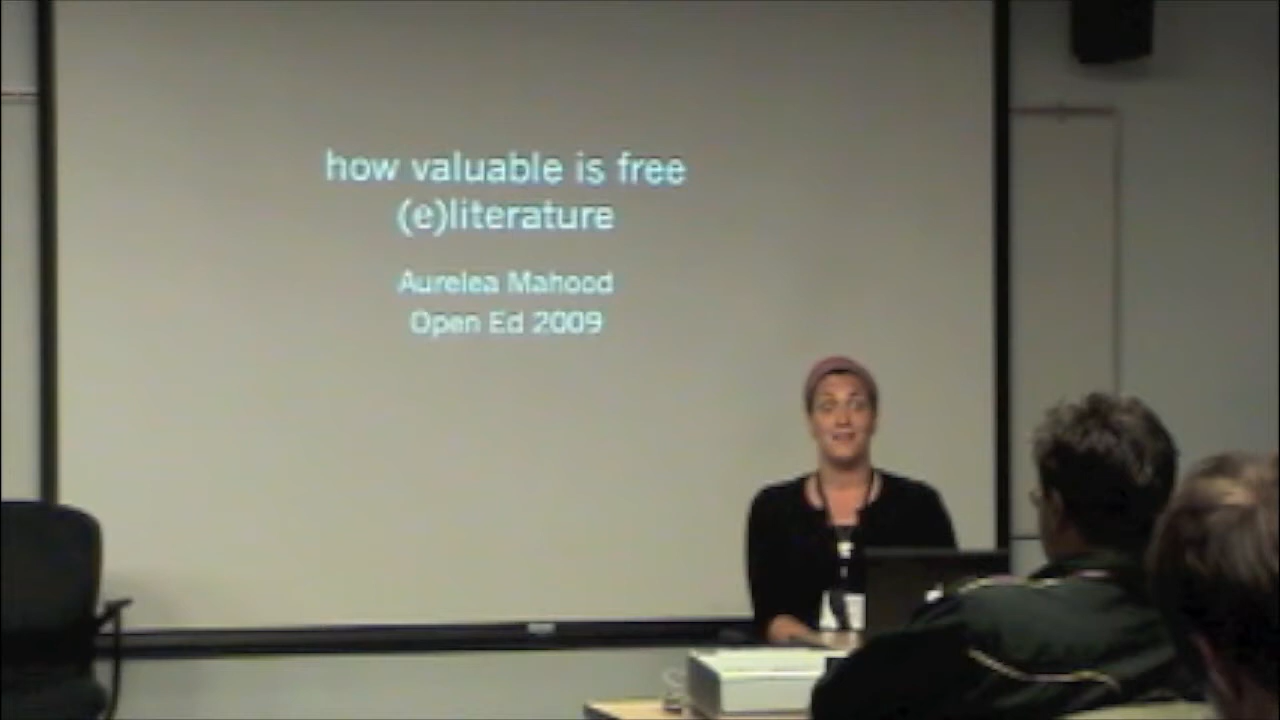 how valuable is free
(e)literature
Aurelea Mahood
Open Ed 2009